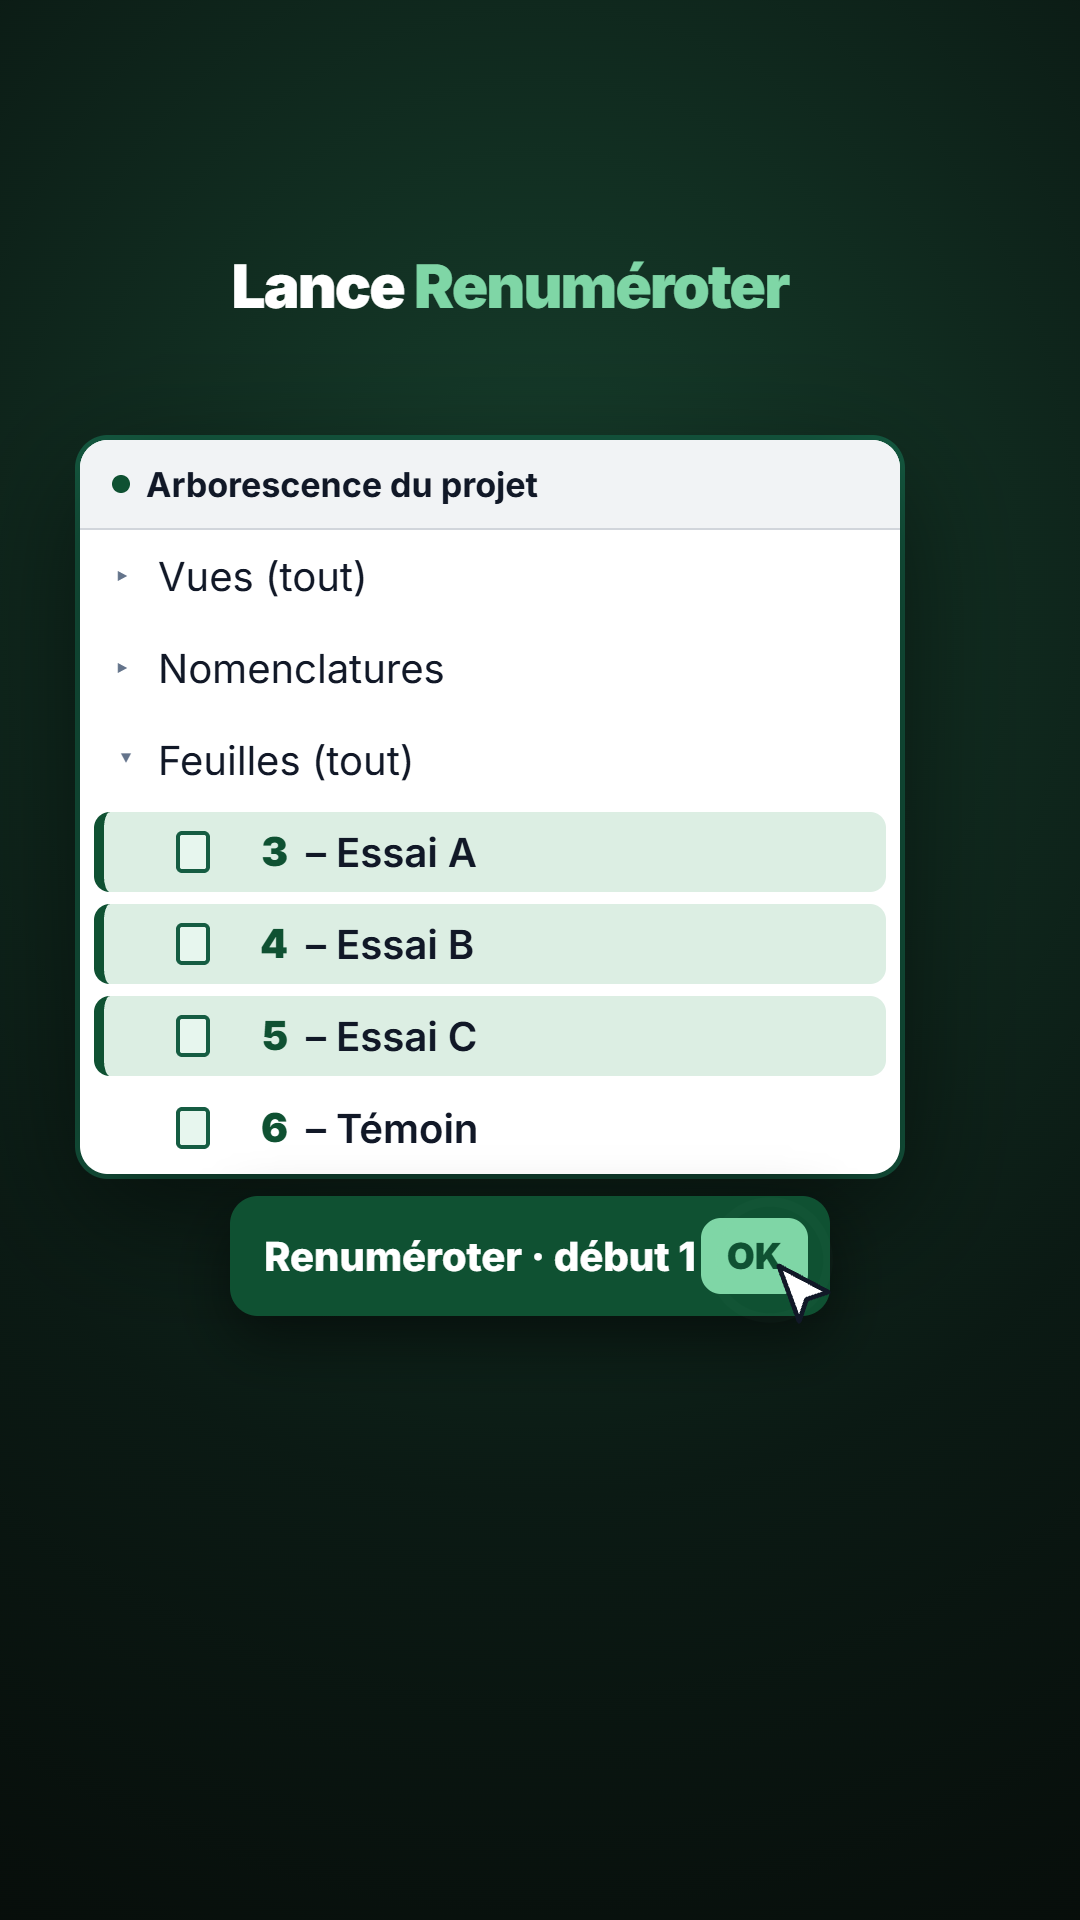 Lance Renuméroter
Arborescence du projet
Vues (tout)
Nomenclatures
Feuilles (tout)
3 – Essai A
4 – Essai B
5 – Essai C
6 – Témoin
Renuméroter · début 1 OK